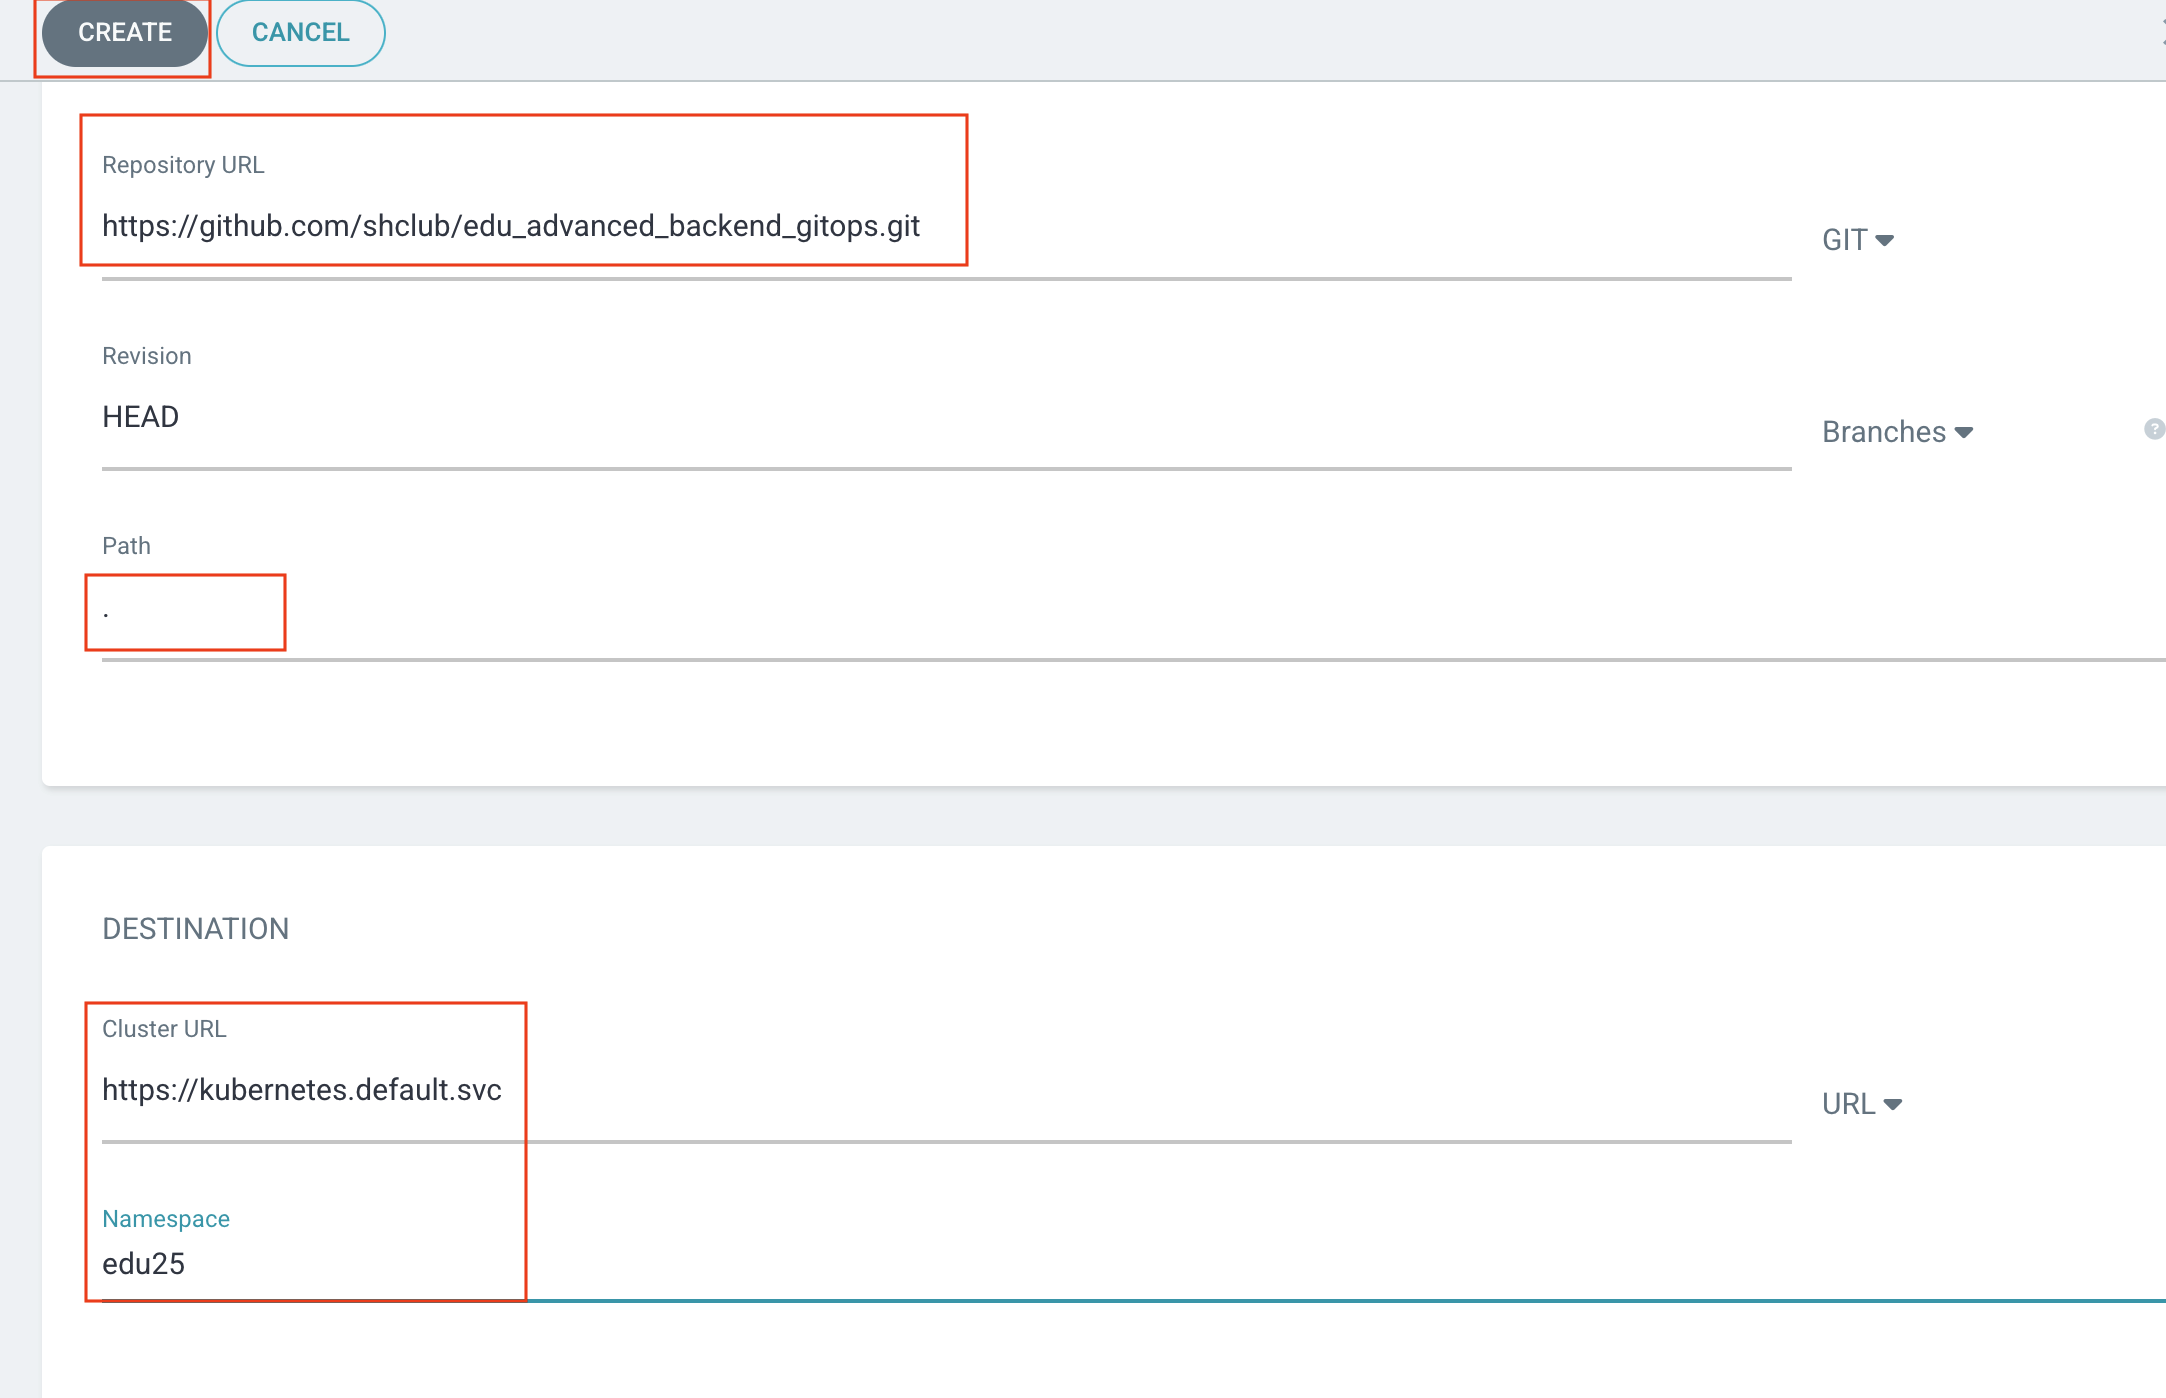 CREATE CANCEL
Repository URL
https://github.com/shclub/edu_advanced_backend_gitops.git
GIT
Revision
HEAD
Branches
?
Path
.
DESTINATION
Cluster URL
https://kubernetes.default.svc
URL
Namespace
edu25